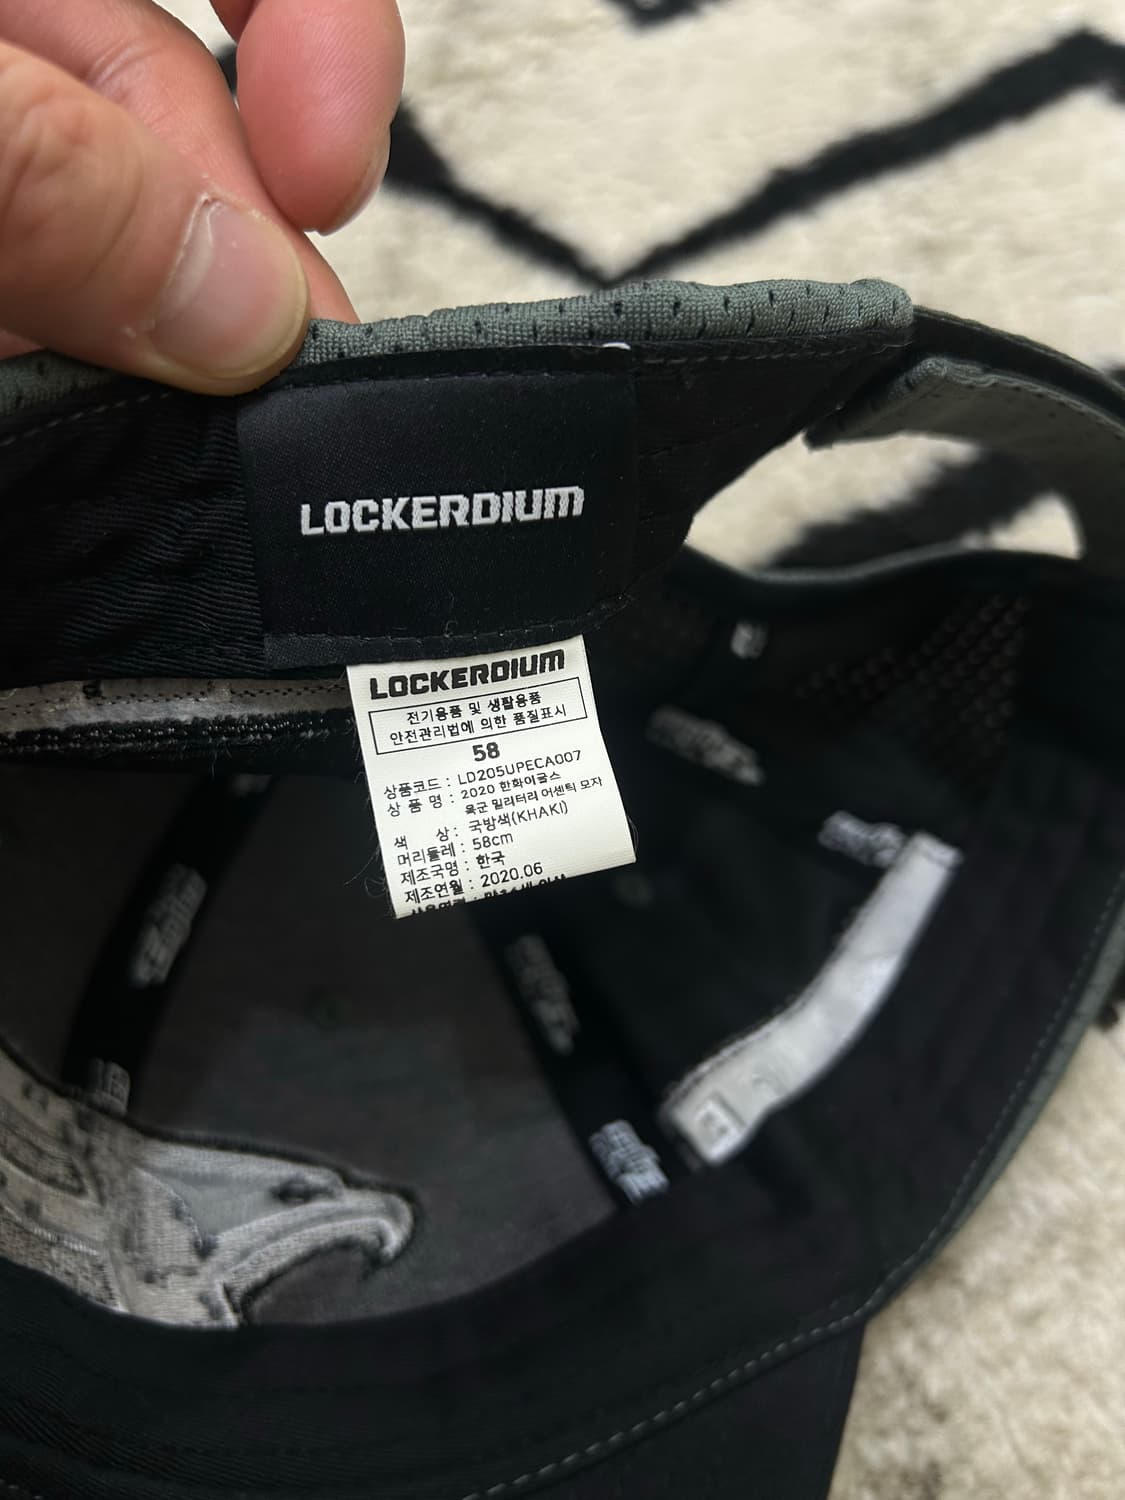 LOCKERDIUM
LOCKERDIUM
전기용품 및 생활용품
안전관리법에 의한 품질표시
58
상품코드 : LD205UPECA007
상 품 명 : 2020 한화이글스
육군 밀리터리 어센틱 모자
색 상 : 국방색(KHAKI)
머리둘레 : 58cm
제조국명 : 한국
제조연월 : 2020.06